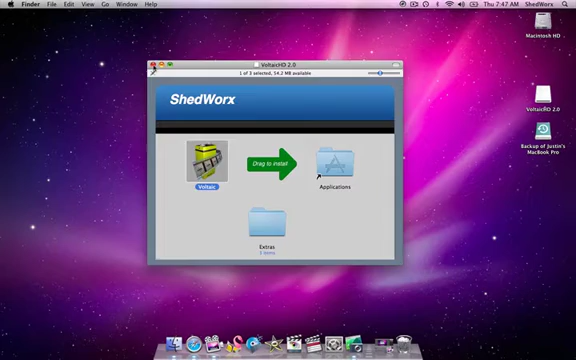 Finder File Edit View Go Window Help
Thu 7:47 AM ShedWorx
VoltaicHD 2.0
1 of 3 selected, 54.2 MB available
ShedWorx
Drag to install
Voltaic
Applications
Extras
3 items
Macintosh HD
VoltaicHD 2.0
Backup of Justin's
MacBook Pro